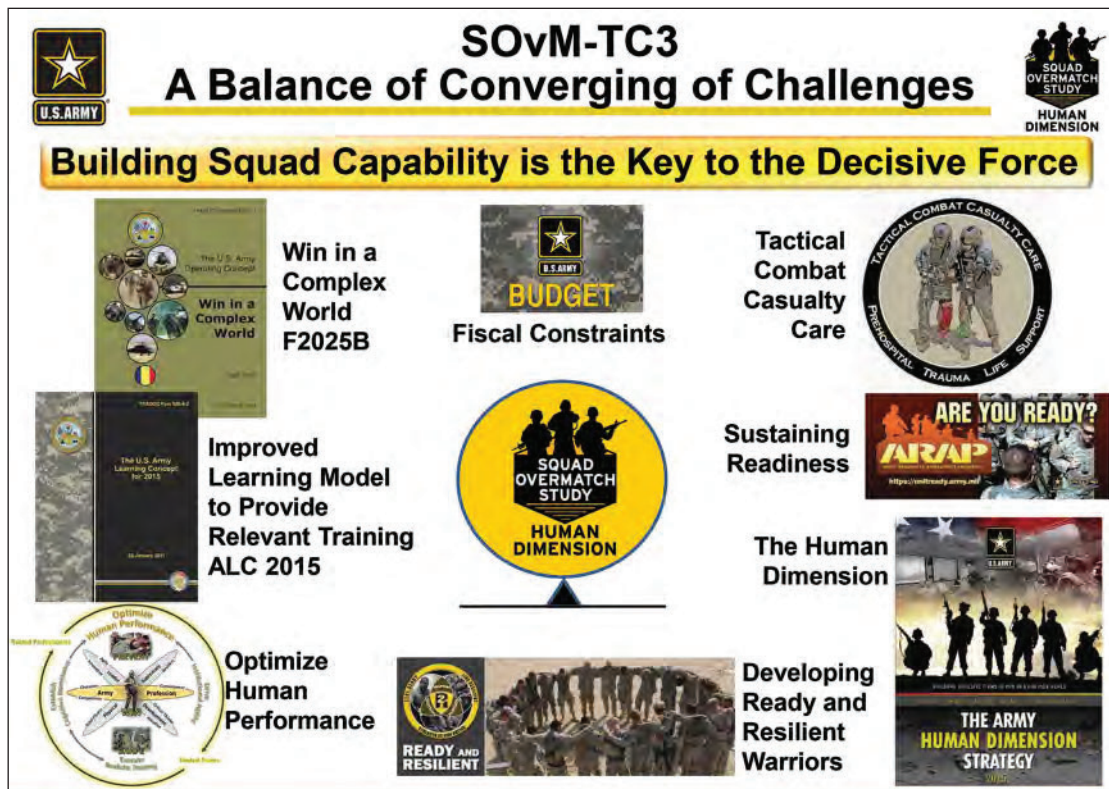 SOvM-TC3
A Balance of Converging of Challenges
U.S.ARMY
SQUAD
OVERMATCH
STUDY
HUMAN
DIMENSION
Building Squad Capability is the Key to the Decisive Force
The U.S. Army
Operating Concept
Win in a
Complex
World
Win in a
Complex
World
F2025B
U.S.ARMY
BUDGET
Fiscal Constraints
Tactical
Combat
Casualty
Care
TACTICAL COMBAT CASUALTY CARE
PREHOSPITAL TRAUMA LIFE SUPPORT
The U.S. Army
Learning Concept
for 2015
Improved
Learning Model
to Provide
Relevant Training
ALC 2015
SQUAD
OVERMATCH
STUDY
HUMAN
DIMENSION
Sustaining
Readiness
ARE YOU READY?
ARAP
The Human
Dimension
U.S.ARMY
THE ARMY
HUMAN DIMENSION
STRATEGY
2015
Optimize
Human Performance
Army Profession
Optimize
Human
Performance
READY AND
RESILIENT
Developing
Ready and
Resilient
Warriors